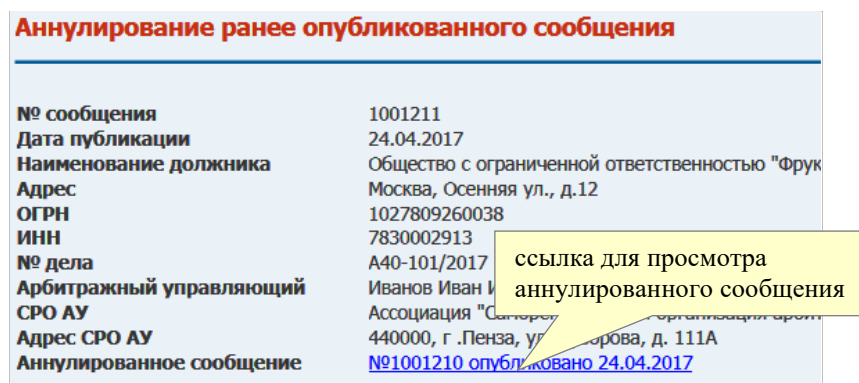 Аннулирование ранее опубликованного сообщения
№ сообщения 1001211
Дата публикации 24.04.2017
Наименование должника Общество с ограниченной ответственностью "Фрук
Адрес Москва, Осенняя ул., д.12
ОГРН 1027809260038
ИНН 7830002913
№ дела А40-101/2017
Арбитражный управляющий Иванов Иван
СРО АУ Ассоциация
Адрес СРО АУ 440000, г .Пенза, д. 111А
Аннулированное сообщение №1001210 опубликовано 24.04.2017
ссылка для просмотра
аннулированного сообщения